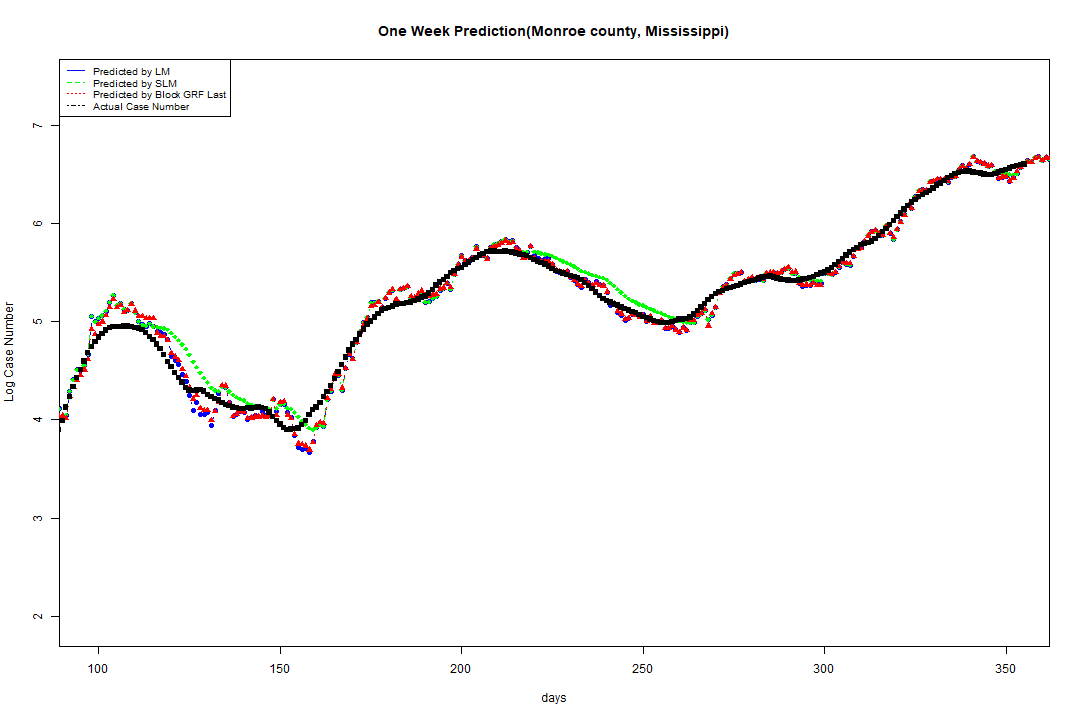 One Week Prediction(Monroe county, Mississippi)
Predicted by LM
Predicted by SLM
Predicted by Block GRF Last
Actual Case Number
Log Case Number
7
6
5
4
3
2
100 150 200 250 300 350
days